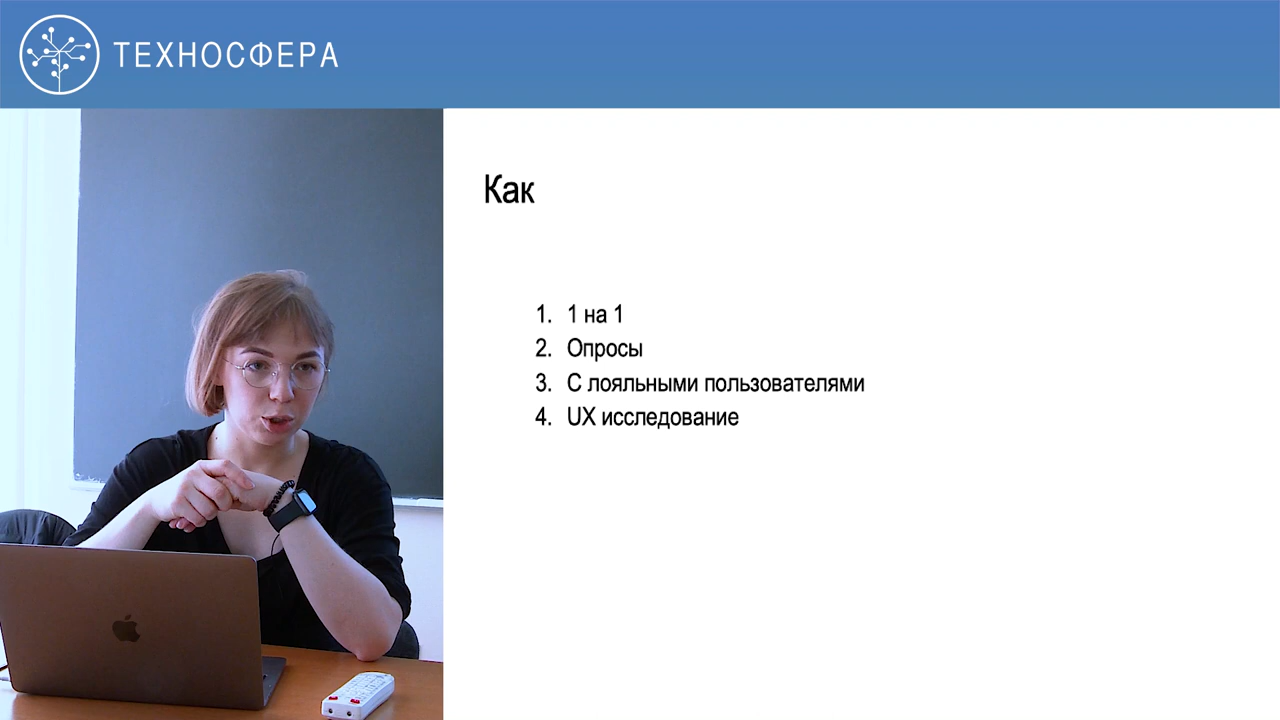 ТЕХНОСФЕРА
Как
1. 1 на 1
2. Опросы
3. С лояльными пользователями
4. UX исследование